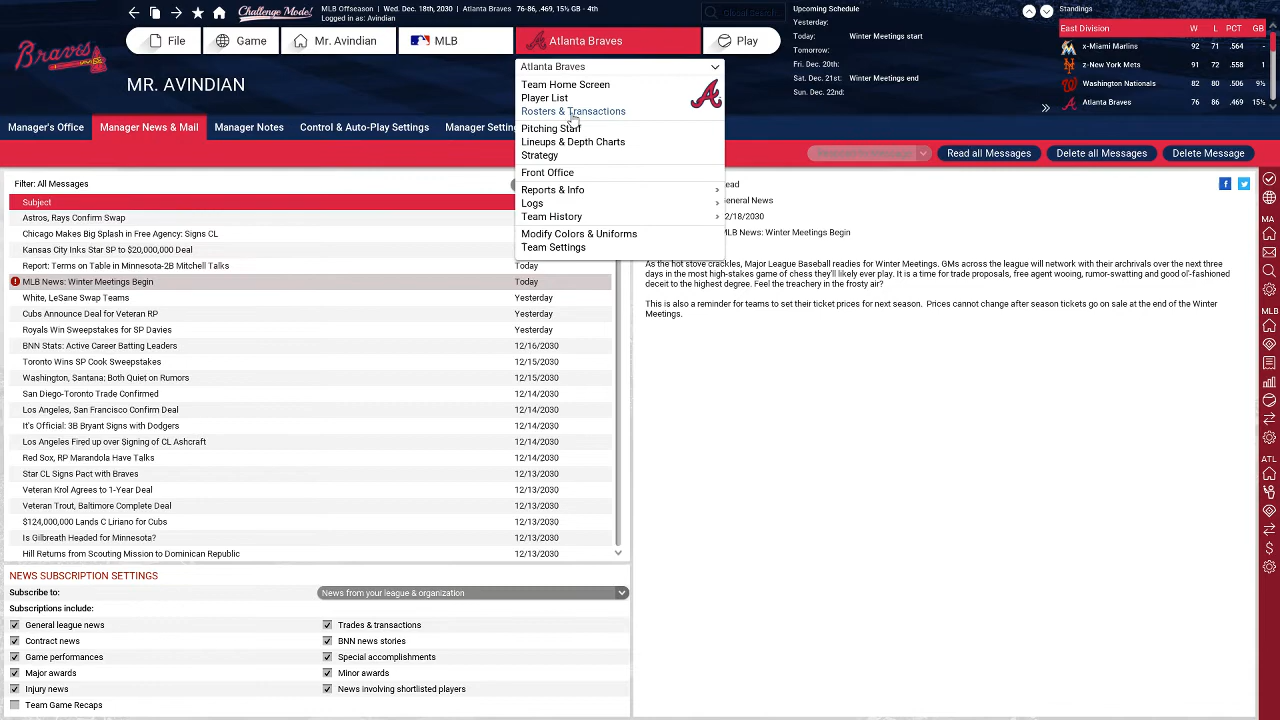 Challenge Mode!
MLB Offseason | Wed. Dec. 18th, 2030 | Atlanta Braves 76-86, .469, 15½ GB - 4th
Logged in as: Avindian
Global Search...
Upcoming Schedule
Yesterday:
Today: Winter Meetings start
Tomorrow:
Fri. Dec. 20th:
Sat. Dec. 21st: Winter Meetings end
Sun. Dec. 22nd:
Standings
East Division W L PCT GB
x-Miami Marlins 92 71 .564 -
z-New York Mets 91 72 .558 1
Washington Nationals 82 80 .506 9½
Atlanta Braves 76 86 .469 15½
Braves
File
Game
Mr. Avindian
MLB
Atlanta Braves
Play
MR. AVINDIAN
Manager's Office
Manager News & Mail
Manager Notes
Control & Auto-Play Settings
Manager Settings
Atlanta Braves
Team Home Screen
Player List
Rosters & Transactions
Pitching Staff
Lineups & Depth Charts
Strategy
Front Office
Reports & Info
Logs
Team History
Modify Colors & Uniforms
Team Settings
Read all Messages
Delete all Messages
Delete Message
Filter: All Messages
Subject
Astros, Rays Confirm Swap
Chicago Makes Big Splash in Free Agency: Signs CL
Kansas City Inks Star SP to $20,000,000 Deal
Report: Terms on Table in Minnesota-2B Mitchell Talks Today
MLB News: Winter Meetings Begin Today
White, LeSane Swap Teams Yesterday
Cubs Announce Deal for Veteran RP Yesterday
Royals Win Sweepstakes for SP Davies Yesterday
BNN Stats: Active Career Batting Leaders 12/16/2030
Toronto Wins SP Cook Sweepstakes 12/15/2030
Washington, Santana: Both Quiet on Rumors 12/15/2030
San Diego-Toronto Trade Confirmed 12/14/2030
Los Angeles, San Francisco Confirm Deal 12/14/2030
It's Official: 3B Bryant Signs with Dodgers 12/14/2030
Los Angeles Fired up over Signing of CL Ashcraft 12/14/2030
Red Sox, RP Marandola Have Talks 12/14/2030
Star CL Signs Pact with Braves 12/13/2030
Veteran Krol Agrees to 1-Year Deal 12/13/2030
Veteran Trout, Baltimore Complete Deal 12/13/2030
$124,000,000 Lands C Liriano for Cubs 12/13/2030
Is Gilbreath Headed for Minnesota? 12/13/2030
Hill Returns from Scouting Mission to Dominican Republic 12/13/2030
ead
eneral News
2/18/2030
MLB News: Winter Meetings Begin
As the hot stove crackles, Major League Baseball readies for Winter Meetings. GMs across the league will network with their archrivals over the next three
days in the most high-stakes game of chess they'll likely ever play. It is a time for trade proposals, free agent wooing, rumor-swatting and good ol'-fashioned
deceit to the highest degree. Feel the treachery in the frosty air?
This is also a reminder for teams to set their ticket prices for next season. Prices cannot change after season tickets go on sale at the end of the Winter
Meetings.
MA
MLB
ATL
NEWS SUBSCRIPTION SETTINGS
Subscribe to: News from your league & organization
Subscriptions include:
General league news Trades & transactions
Contract news BNN news stories
Game performances Special accomplishments
Major awards Minor awards
Injury news News involving shortlisted players
Team Game Recaps